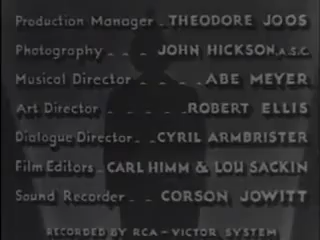 Production Manager _ THEODORE JOOS
Photography _ _ _ JOHN HICKSON, A.S.C.
Musical Director _ _ _ _ ABE MEYER
Art Director _ _ _ _ _ ROBERT ELLIS
Dialogue Director _ _ CYRIL ARMBRISTER
Film Editors _ CARL HIMM & LOU SACKIN
Sound Recorder _ _ CORSON JOWITT
RECORDED BY RCA-VICTOR SYSTEM